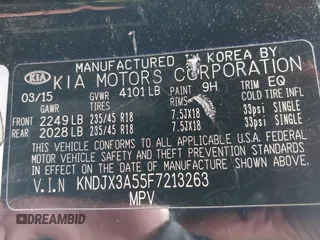 MANUFACTURED IN KOREA BY
KIA KIA MOTORS CORPORATION
03/15 GVWR 4101LB PAINT 9H TRIM EQ
GAWR TIRES RIMS COLD TIRE INFL
FRONT 2249LB 235/45 R18 7.5JX18 33psi SINGLE
REAR 2028LB 235/45 R18 7.5JX18 33psi SINGLE
THIS VEHICLE CONFORMS TO ALL APPLICABLE U.S.A. FEDERAL
MOTOR VEHICLE SAFETY, BUMPER, AND THEFT PREVENTION
STANDARDS IN EFFECT ON THE DATE OF MANUFACTURE SHOWN ABOVE.
V.I.N KNDJX3A55F7213263
MPV
© DREAMBID